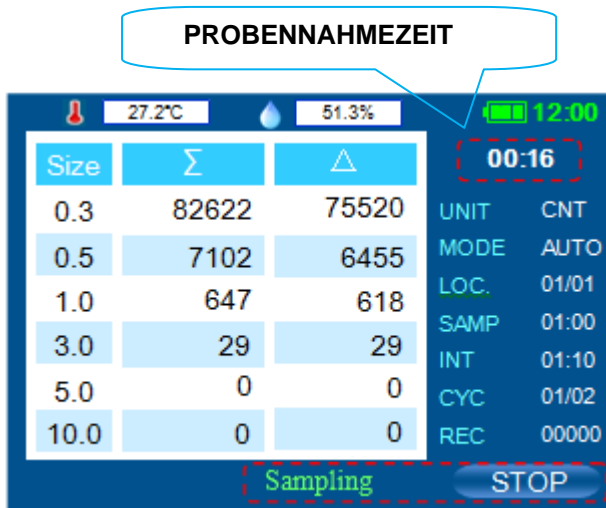 PROBENNAHMEZEIT
27.2°C 51.3% 12:00
Size Σ △ 00:16
0.3 82622 75520 UNIT CNT
0.5 7102 6455 MODE AUTO
1.0 647 618 LOC. 01/01
3.0 29 29 SAMP 01:00
INT 01:10
5.0 0 0 CYC 01/02
10.0 0 0 REC 00000
Sampling STOP